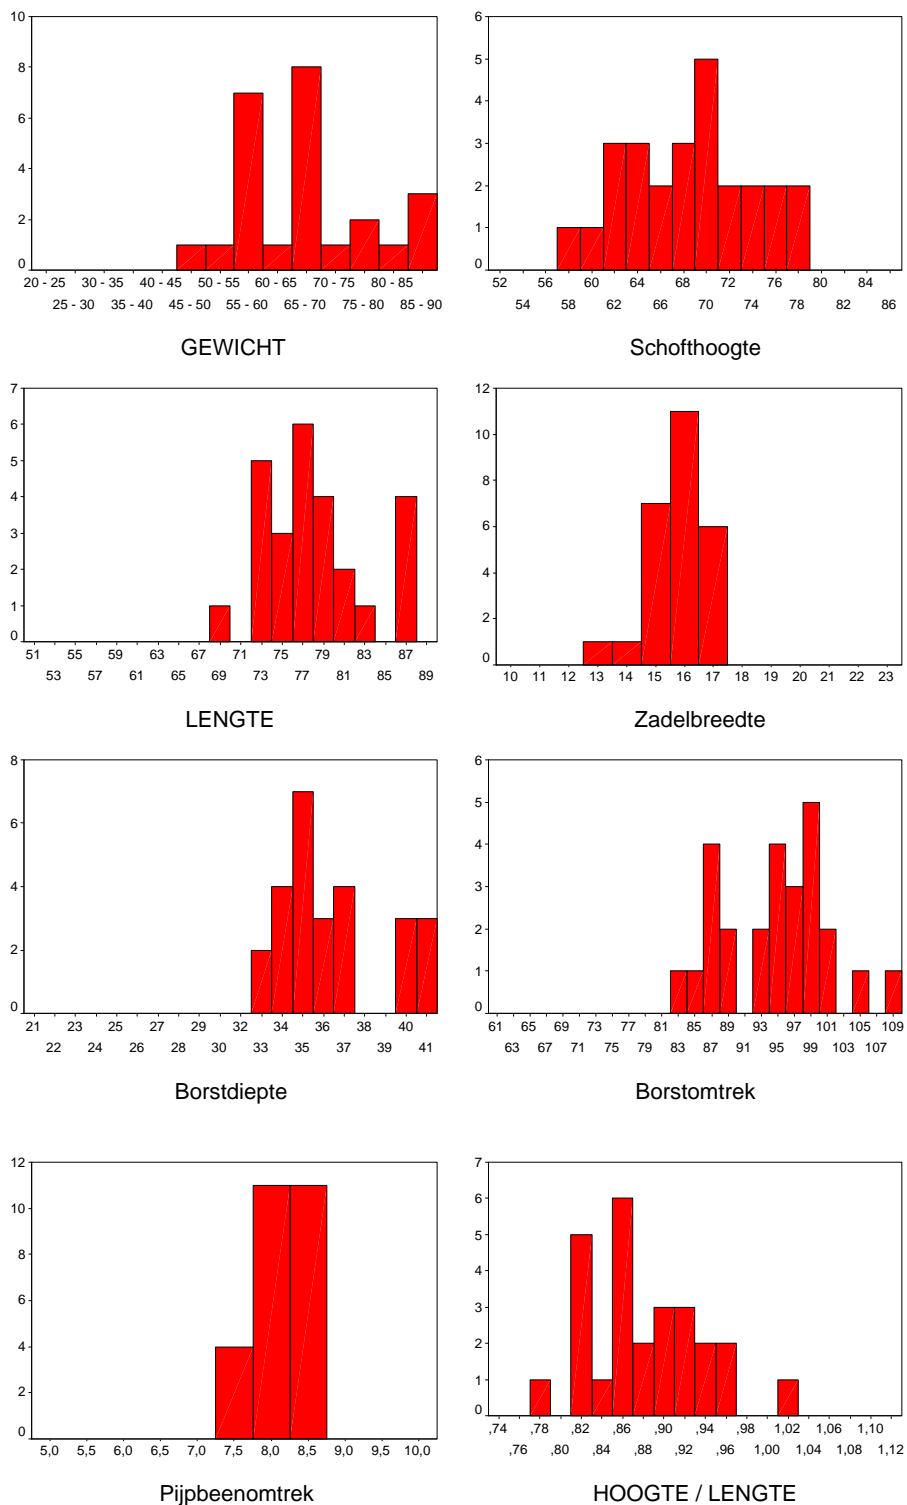 10
8
6
4
2
0
20 - 25 30 - 35 40 - 45 50 - 55 60 - 65 70 - 75 80 - 85
25 - 30 35 - 40 45 - 50 55 - 60 65 - 70 75 - 80 85 - 90
GEWICHT
6
5
4
3
2
1
0
52 56 60 64 68 72 76 80 84
54 58 62 66 70 74 78 82 86
Schofthoogte
7
6
5
4
3
2
1
0
51 55 59 63 67 71 75 79 83 87
53 57 61 65 69 73 77 81 85 89
LENGTE
12
10
8
6
4
2
0
10 11 12 13 14 15 16 17 18 19 20 21 22 23
Zadelbreedte
8
6
4
2
0
21 23 25 27 29 32 34 36 38 40
22 24 26 28 30 33 35 37 39 41
Borstdiepte
6
5
4
3
2
1
0
61 65 69 73 77 81 85 89 93 97 101 105 109
63 67 71 75 79 83 87 91 95 99 103 107
Borstomtrek
12
10
8
6
4
2
0
5,0 5,5 6,0 6,5 7,0 7,5 8,0 8,5 9,0 9,5 10,0
Pijpbeenomtrek
7
6
5
4
3
2
1
0
,74 ,78 ,82 ,86 ,90 ,94 ,98 1,02 1,06 1,10
,76 ,80 ,84 ,88 ,92 ,96 1,00 1,04 1,08 1,12
HOOGTE / LENGTE